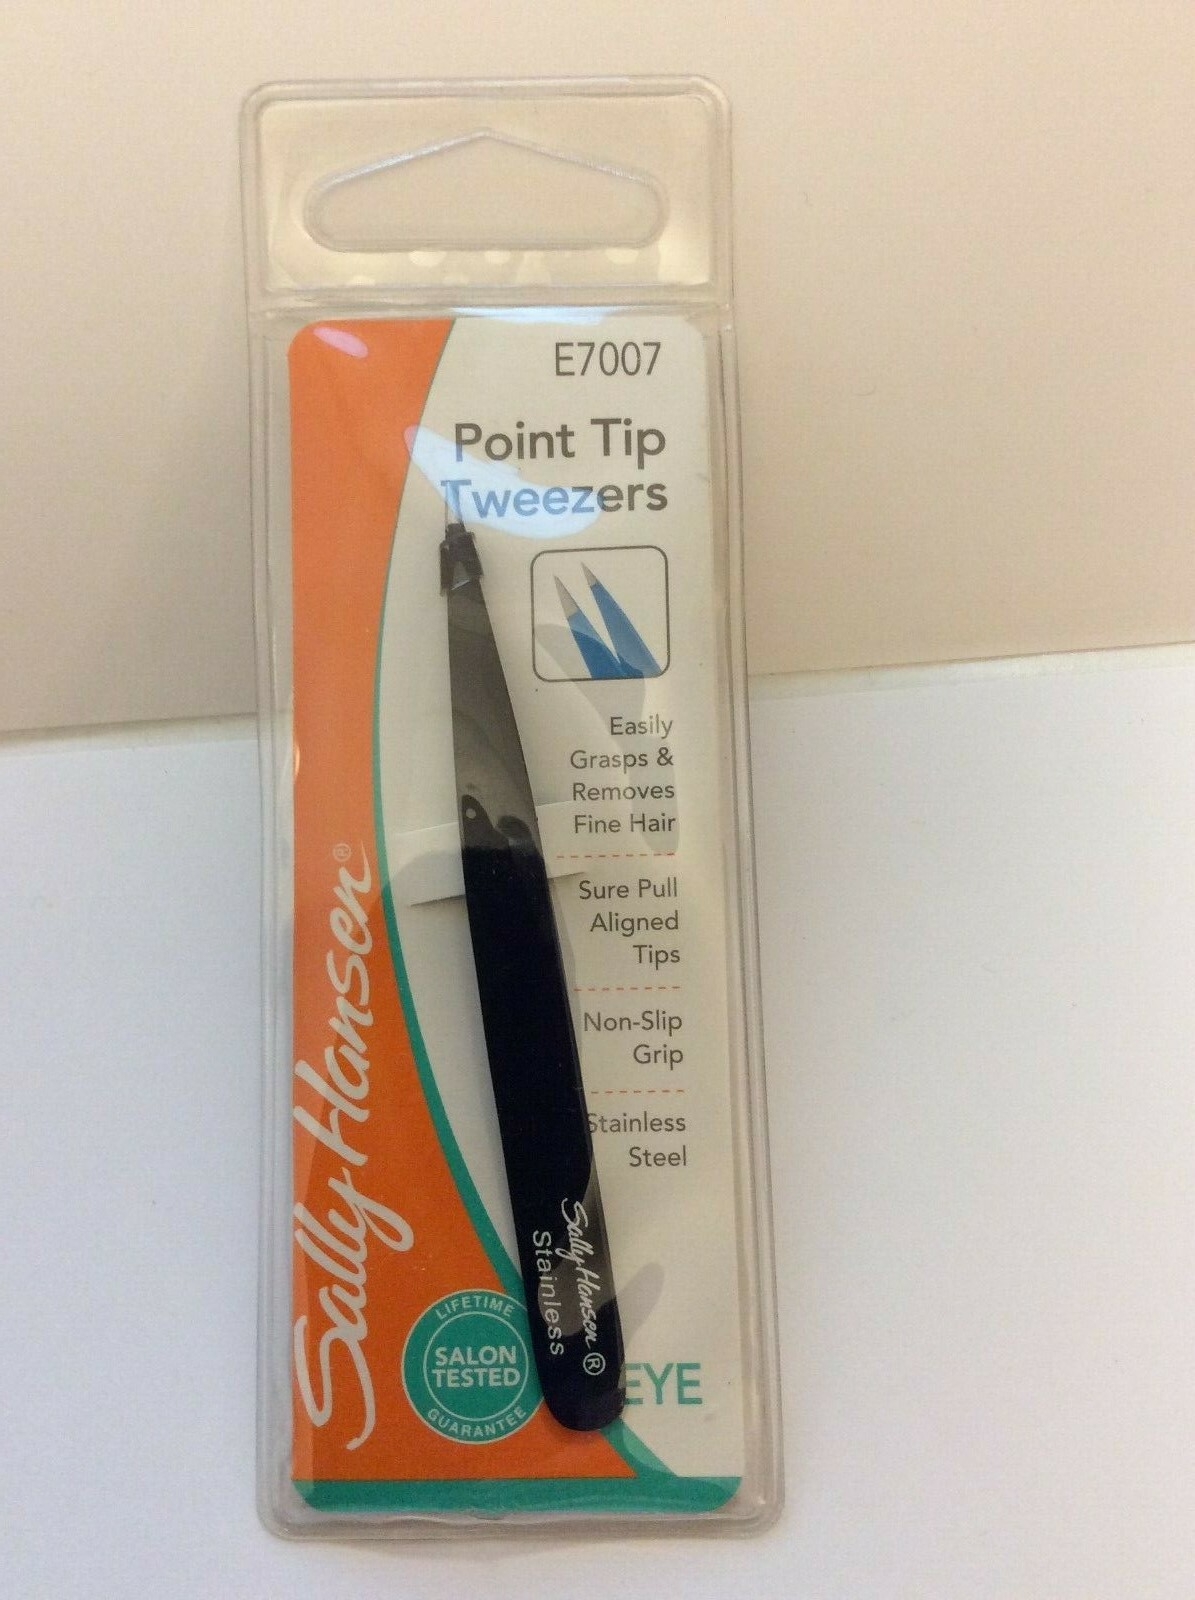 E7007
Point Tip
Tweezers
Easily
Grasps &
Removes
Fine Hair
Sure Pull
Aligned
Tips
Non-Slip
Grip
Stainless
Steel
Sally Hansen®
Sally Hansen®
Stainless
LIFETIME
SALON
TESTED
GUARANTEE
EYE